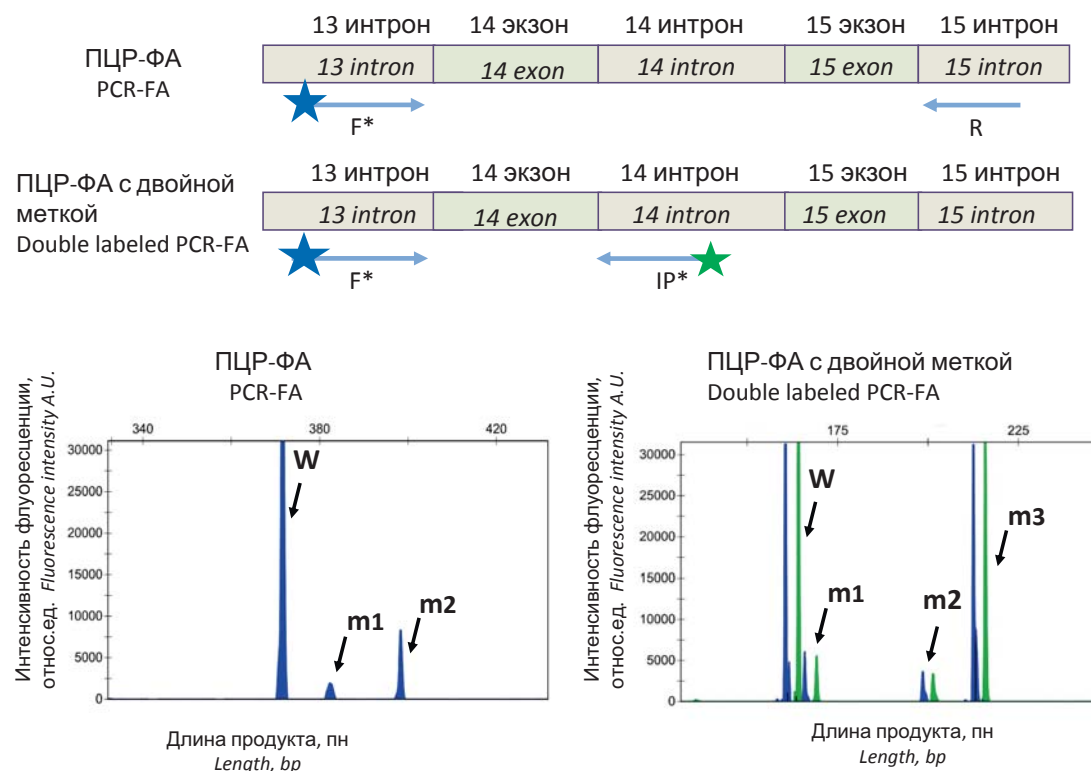 13 интрон 14 экзон 14 интрон 15 экзон 15 интрон
ПЦР-ФА
PCR-FA
13 intron 14 exon 14 intron 15 exon 15 intron
F*
R
13 интрон 14 экзон 14 интрон 15 экзон 15 интрон
ПЦР-ФА с двойной
меткой
Double labeled PCR-FA
13 intron 14 exon 14 intron 15 exon 15 intron
F*
IP*
ПЦР-ФА
PCR-FA
Интенсивность флуоресценции,
относ.ед. Fluorescence intensity A.U.
340 380 420
30000
25000
20000
15000
10000
5000
0
W
m1
m2
Длина продукта, пн
Length, bp
ПЦР-ФА с двойной меткой
Double labeled PCR-FA
Интенсивность флуоресценции,
относ.ед. Fluorescence intensity A.U.
175 225
30000
25000
20000
15000
10000
5000
0
W
m1
m2
m3
Длина продукта, пн
Length, bp